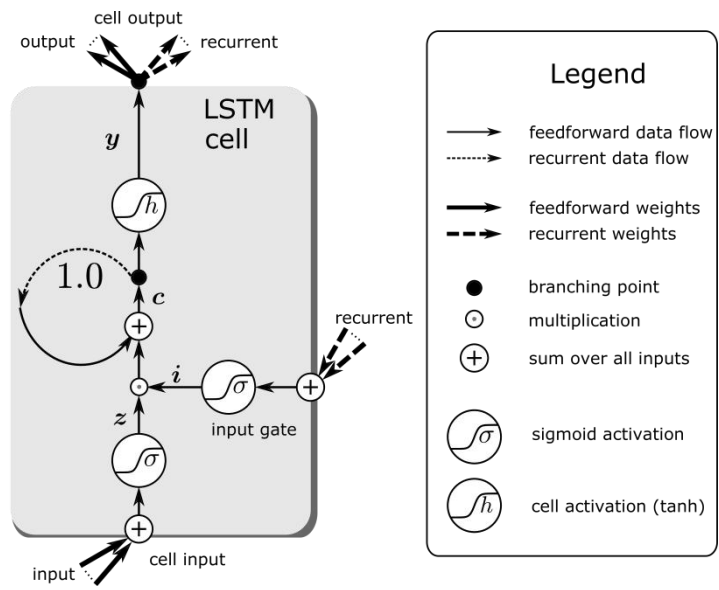 cell output
output
recurrent
LSTM
cell
y
h
1.0
c
+
recurrent
i
σ
+
input gate
z
σ
+
cell input
input
Legend
feedforward data flow
recurrent data flow
feedforward weights
recurrent weights
branching point
multiplication
+ sum over all inputs
σ sigmoid activation
h cell activation (tanh)